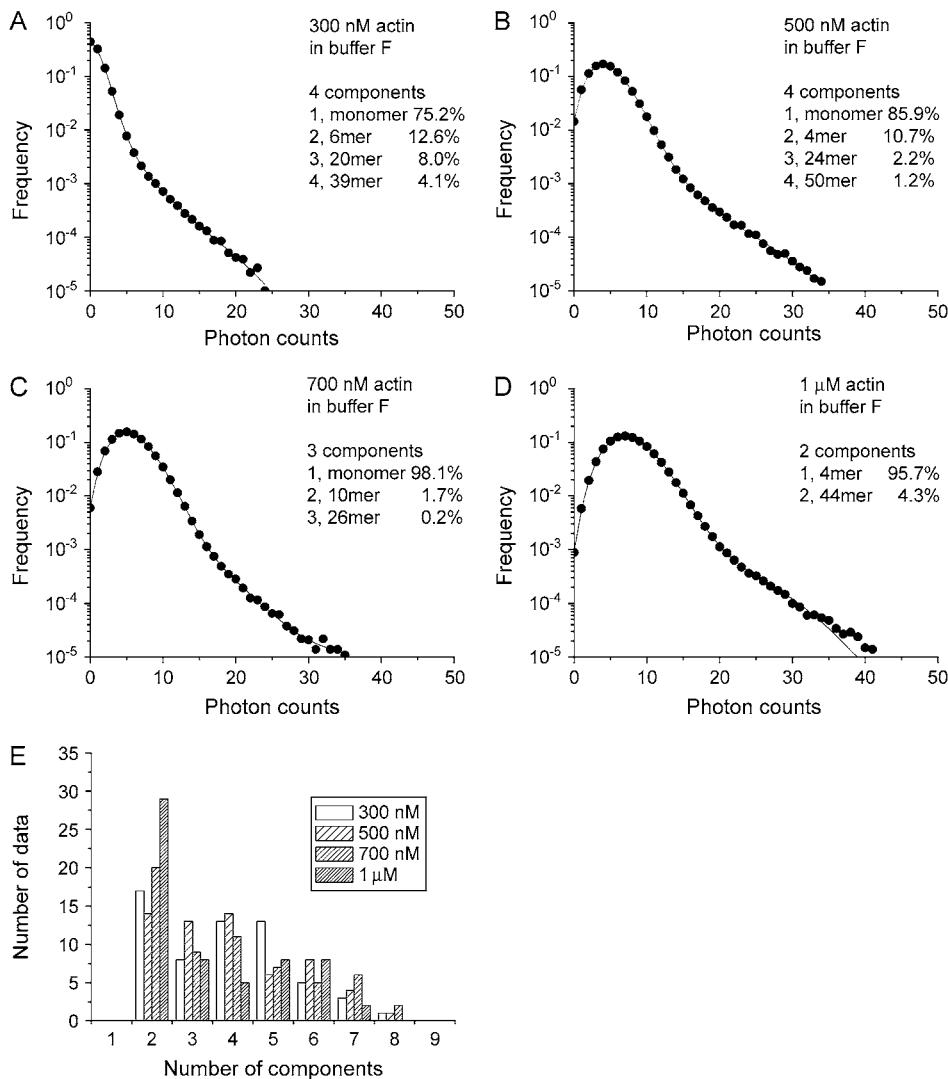 A
300 nM actin
in buffer F
4 components
1, monomer 75.2%
2, 6mer 12.6%
3, 20mer 8.0%
4, 39mer 4.1%
Frequency
10^0
10^-1
10^-2
10^-3
10^-4
10^-5
0 10 20 30 40 50
Photon counts
B
500 nM actin
in buffer F
4 components
1, monomer 85.9%
2, 4mer 10.7%
3, 24mer 2.2%
4, 50mer 1.2%
Frequency
10^0
10^-1
10^-2
10^-3
10^-4
10^-5
0 10 20 30 40 50
Photon counts
C
700 nM actin
in buffer F
3 components
1, monomer 98.1%
2, 10mer 1.7%
3, 26mer 0.2%
Frequency
10^0
10^-1
10^-2
10^-3
10^-4
10^-5
0 10 20 30 40 50
Photon counts
D
1 μM actin
in buffer F
2 components
1, 4mer 95.7%
2, 44mer 4.3%
Frequency
10^0
10^-1
10^-2
10^-3
10^-4
10^-5
0 10 20 30 40 50
Photon counts
E
Number of data
35
30
25
20
15
10
5
0
300 nM
500 nM
700 nM
1 μM
1 2 3 4 5 6 7 8 9
Number of components